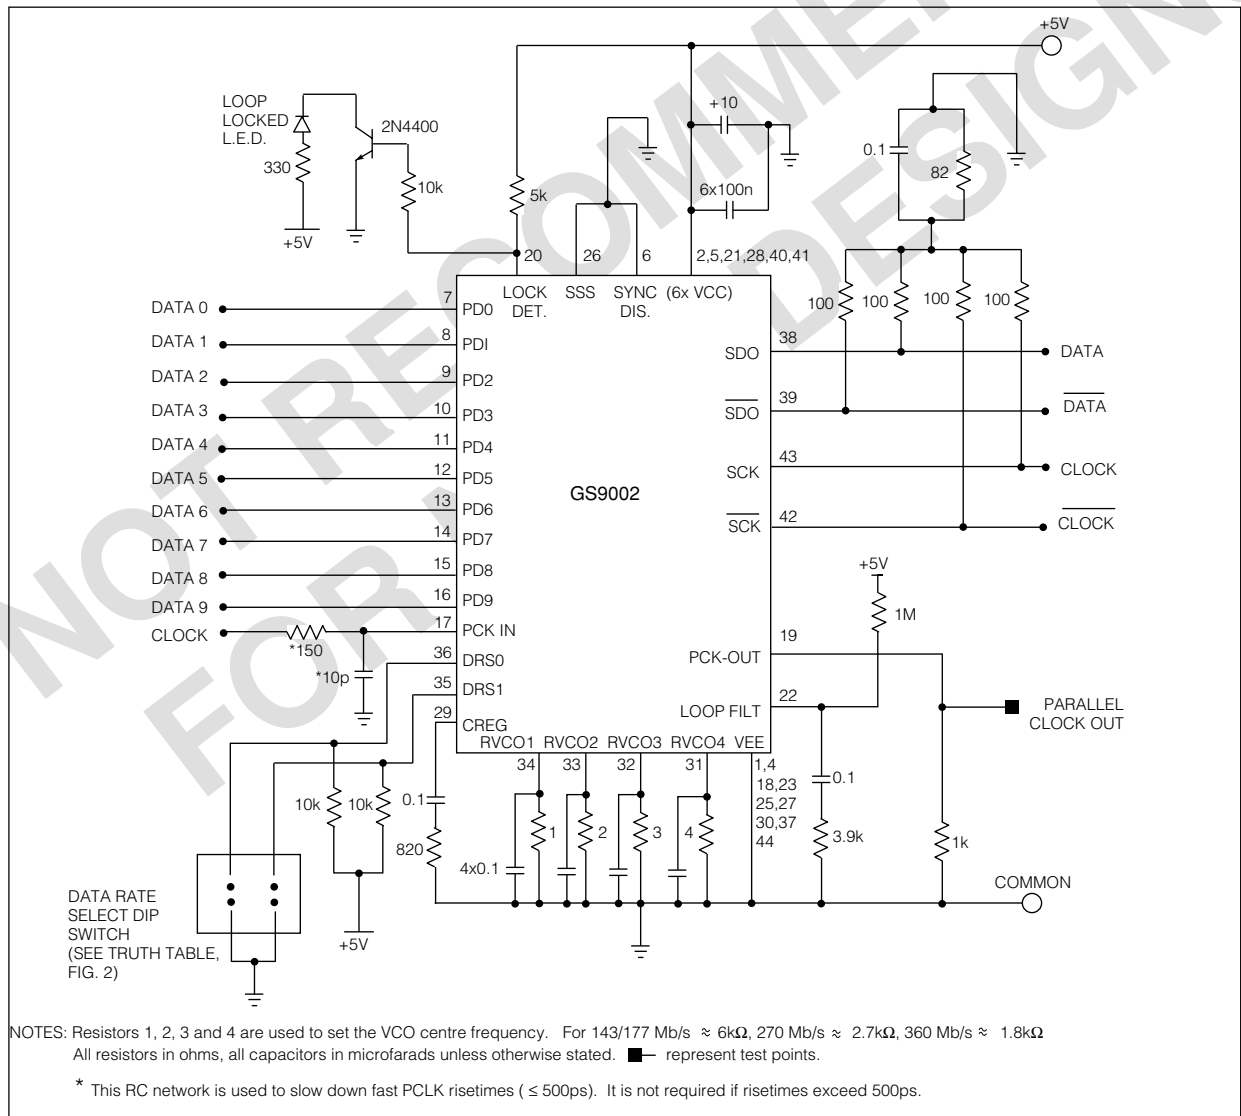 NOT RECOMMEN
FOR N
DESIGN
+5V
LOOP
LOCKED
L.E.D.
2N4400
330
10k
+5V
5k
+10
6x100n
0.1
82
20
26
6
2,5,21,28,40,41
LOCK
DET.
SSS
SYNC
DIS.
(6x VCC)
100
100
100
100
DATA 0
7
PD0
DATA 1
8
PDI
DATA 2
9
PD2
DATA 3
10
PD3
DATA 4
11
PD4
DATA 5
12
PD5
DATA 6
13
PD6
DATA 7
14
PD7
DATA 8
15
PD8
DATA 9
16
PD9
CLOCK
17
PCK IN
*150
*10p
36
DRS0
35
DRS1
29
CREG
GS9002
SDO
38
DATA
SDO
39
DATA
SCK
43
CLOCK
SCK
42
CLOCK
+5V
1M
PCK-OUT
19
LOOP FILT
22
PARALLEL
CLOCK OUT
RVCO1
RVCO2
RVCO3
RVCO4
VEE
34
33
32
31
1,4
18,23
25,27
30,37
44
10k
10k
0.1
820
4x0.1
1
2
3
4
0.1
3.9k
1k
COMMON
DATA RATE
SELECT DIP
SWITCH
(SEE TRUTH TABLE,
FIG. 2)
+5V
NOTES: Resistors 1, 2, 3 and 4 are used to set the VCO centre frequency. For 143/177 Mb/s ≈ 6kΩ, 270 Mb/s ≈ 2.7kΩ, 360 Mb/s ≈ 1.8kΩ
All resistors in ohms, all capacitors in microfarads unless otherwise stated. ■— represent test points.
* This RC network is used to slow down fast PCLK risetimes ( ≤ 500ps). It is not required if risetimes exceed 500ps.